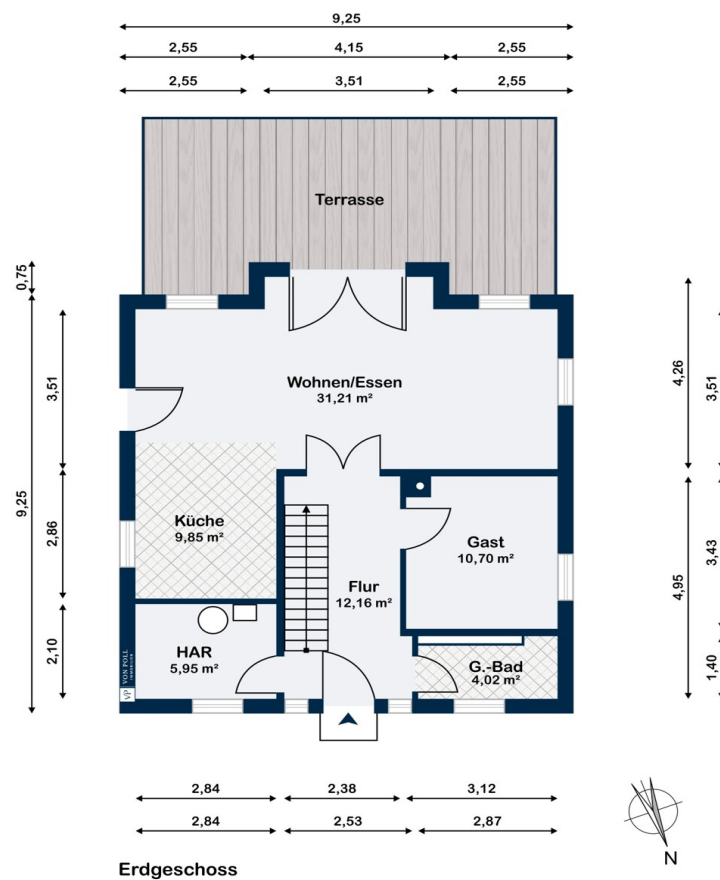 9,25
2,55 4,15 2,55
2,55 3,51 2,55
Terrasse
0,75
9,25
3,51
2,86
2,10
4,26
4,95
3,51
3,43
1,40
Wohnen/Essen
31,21 m²
Küche
9,85 m²
Gast
10,70 m²
Flur
12,16 m²
HAR
5,95 m²
G.-Bad
4,02 m²
VP VON POLL
IMMOBILIEN
2,84 2,38 3,12
2,84 2,53 2,87
N
Erdgeschoss